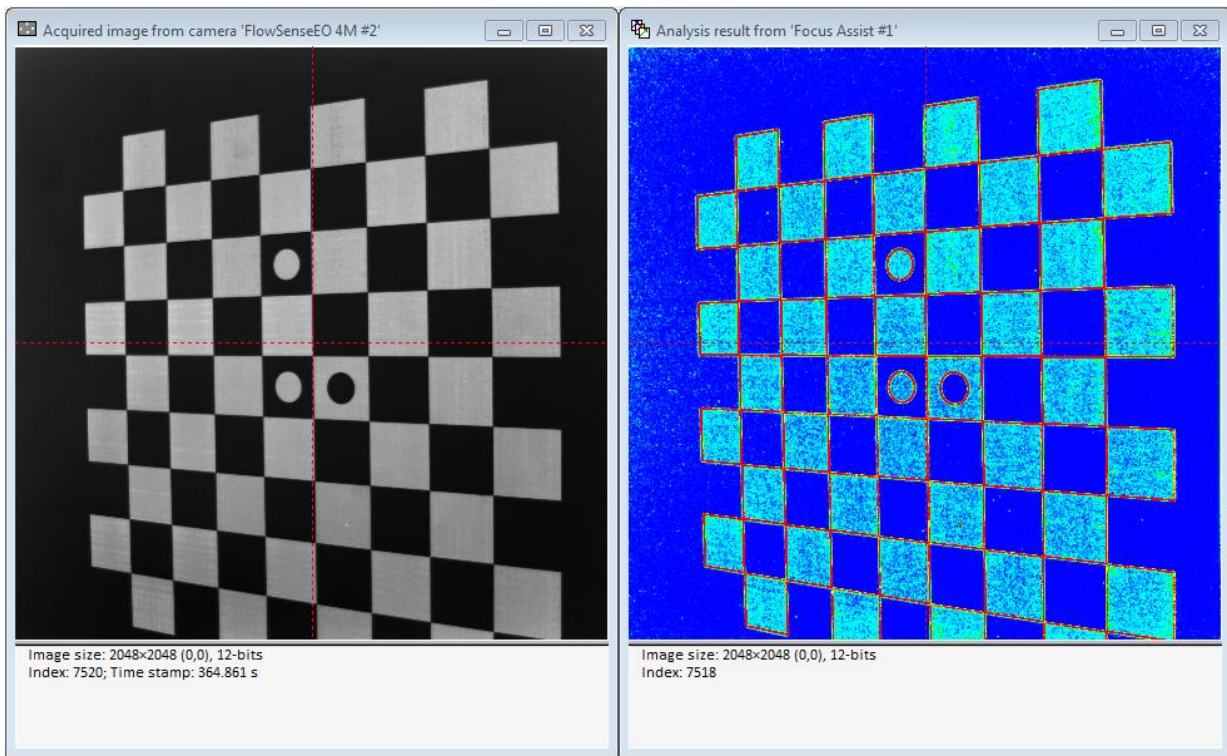 Acquired image from camera 'FlowSenseEO 4M #2'
Image size: 2048×2048 (0,0), 12-bits
Index: 7520; Time stamp: 364.861 s
Analysis result from 'Focus Assist #1'
Image size: 2048×2048 (0,0), 12-bits
Index: 7518